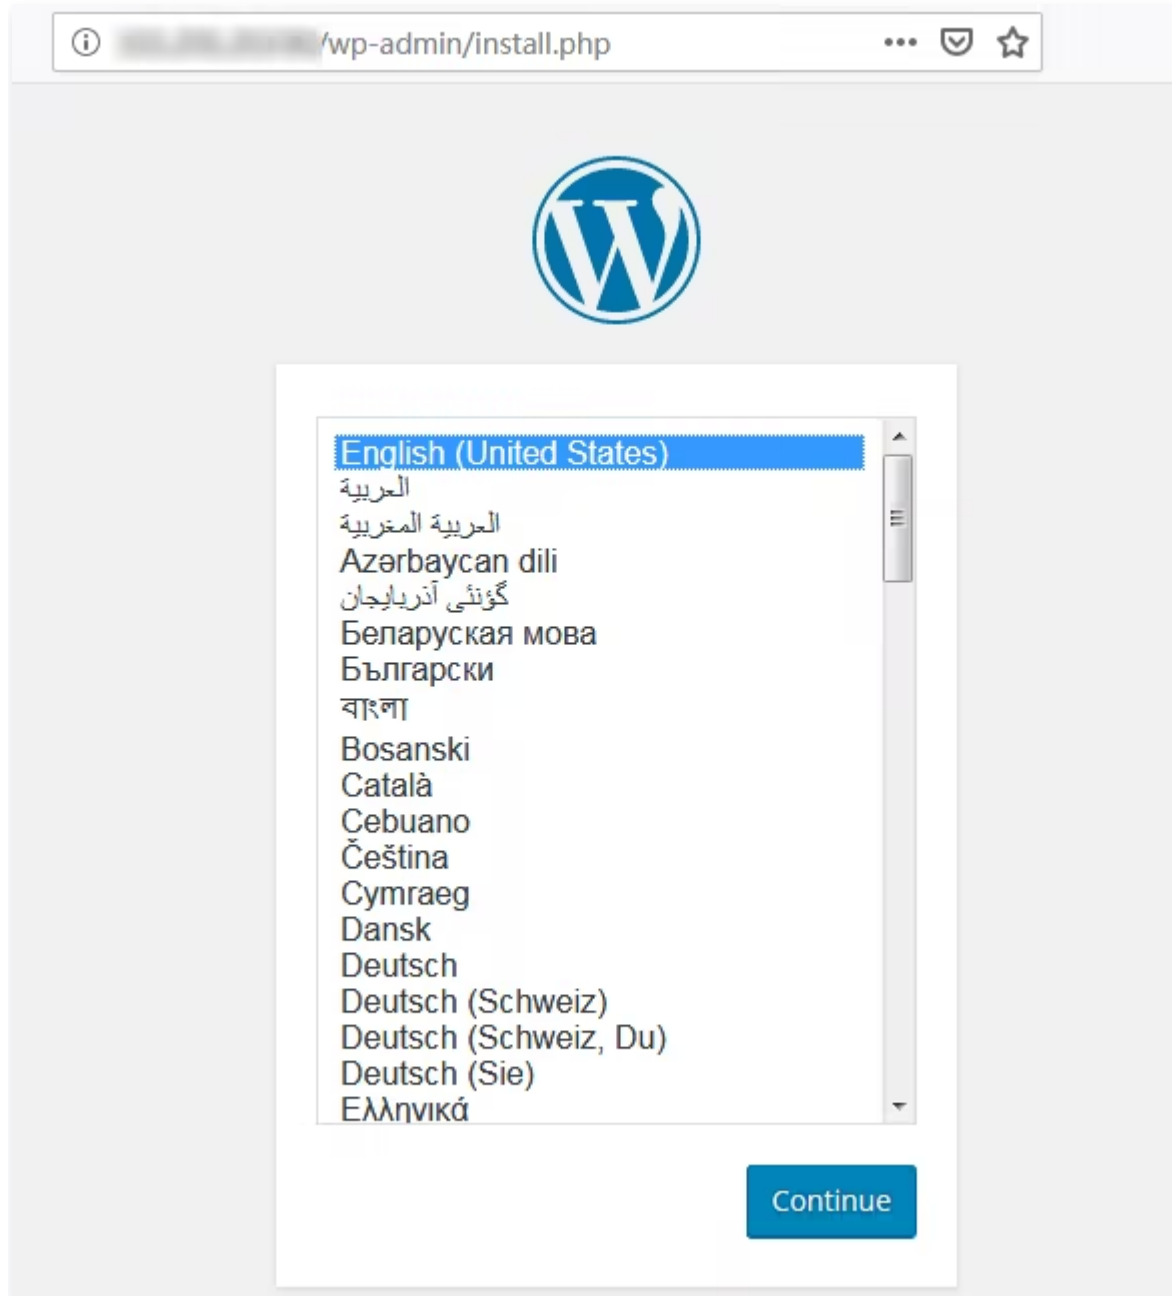 /wp-admin/install.php
English (United States)
العربية
العربية المغربية
Azərbaycan dili
گؤنئی آذربایجان
Беларуская мова
Български
বাংলা
Bosanski
Català
Cebuano
Čeština
Cymraeg
Dansk
Deutsch
Deutsch (Schweiz)
Deutsch (Schweiz, Du)
Deutsch (Sie)
Ελληνικά
Continue